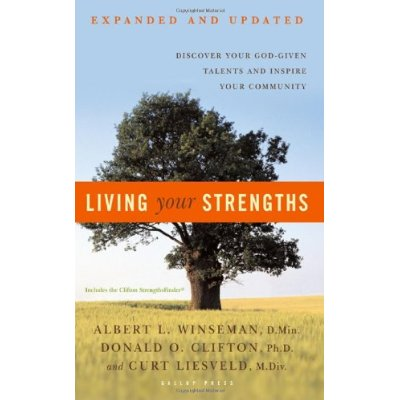 EXPANDED AND UPDATED
DISCOVER YOUR GOD-GIVEN
TALENTS AND INSPIRE
YOUR COMMUNITY
LIVING your STRENGTHS
Includes the Clifton StrengthsFinder®
ALBERT L. WINSEMAN, D.Min.
DONALD O. CLIFTON, Ph.D.
and CURT LIESVELD, M.Div.
GALLUP PRESS